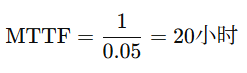 MTTF = 1/0.05 = 20小时